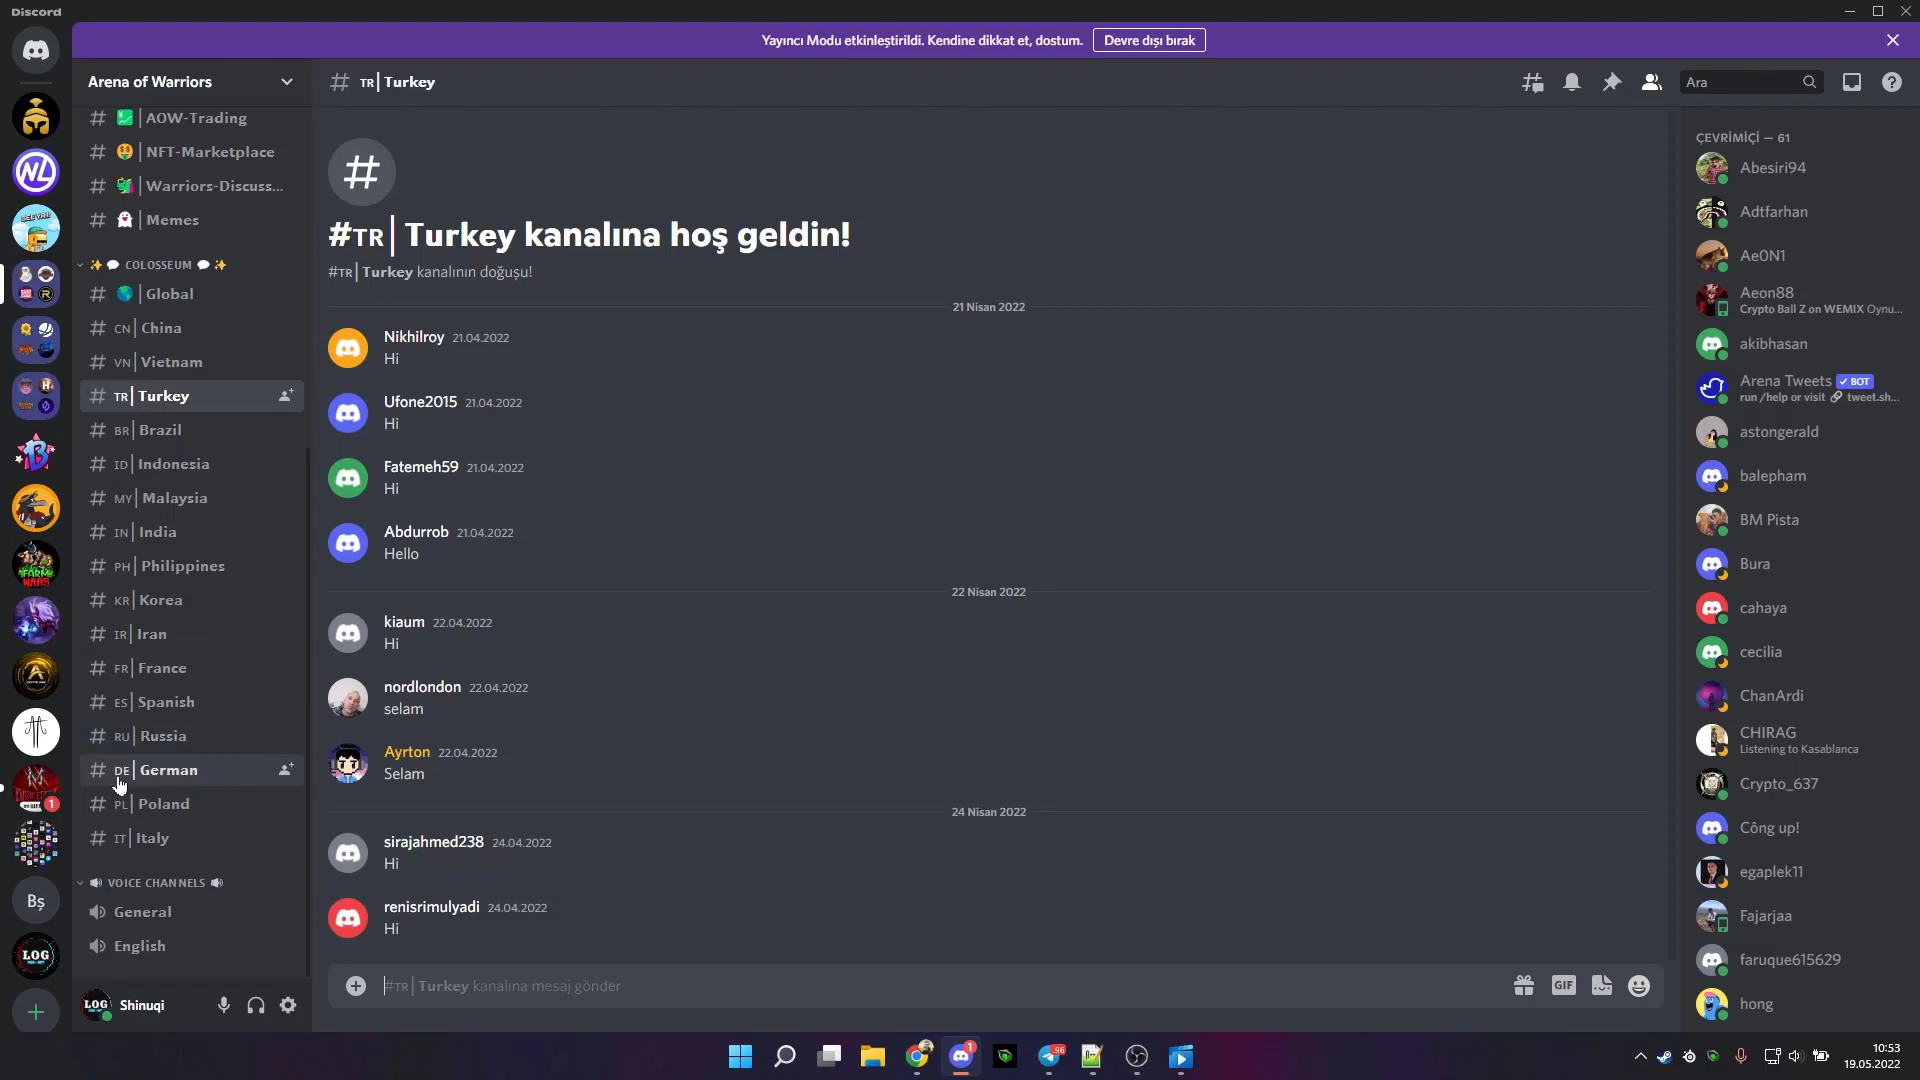 Discord
Yayıncı Modu etkinleştirildi. Kendine dikkat et, dostum.
Devre dışı bırak
Arena of Warriors
AOW-Trading
NFT-Marketplace
Warriors-Discuss...
Memes
COLOSSEUM
Global
CN|China
VN|Vietnam
TR|Turkey
BR|Brazil
ID|Indonesia
MY|Malaysia
IN|India
PH|Philippines
KR|Korea
IR|Iran
FR|France
ES|Spanish
RU|Russia
DE|German
PL|Poland
IT|Italy
VOICE CHANNELS
General
English
Bş
LOG
Shinuqi
# TR|Turkey
Ara
#TR|Turkey kanalına hoş geldin!
#TR|Turkey kanalının doğuşu!
21 Nisan 2022
Nikhilroy 21.04.2022
Hi
Ufone2015 21.04.2022
Hi
Fatemeh59 21.04.2022
Hi
Abdurrob 21.04.2022
Hello
22 Nisan 2022
kiaum 22.04.2022
Hi
nordlondon 22.04.2022
selam
Ayrton 22.04.2022
Selam
24 Nisan 2022
sirajahmed238 24.04.2022
Hi
renisrimulyadi 24.04.2022
Hi
#TR|Turkey kanalına mesaj gönder
GIF
ÇEVRİMİÇİ — 61
Abesiri94
Adtfarhan
Ae0N1
Aeon88
Crypto Ball Z on WEMIX Oynu...
akibhasan
Arena Tweets BOT
run /help or visit tweet.sh...
astongerald
balepham
BM Pista
Bura
cahaya
cecilia
ChanArdi
CHIRAG
Listening to Kasablanca
Crypto_637
Công up!
egaplek11
Fajarjaa
faruque615629
hong
1
96
10:53
19.05.2022